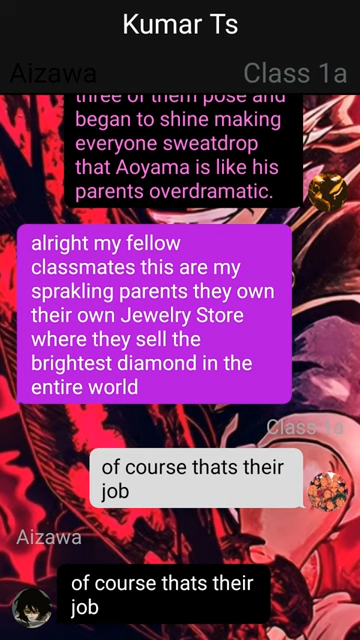 Kumar Ts
Aizawa
Class 1a
three of them pose and
began to shine making
everyone sweatdrop
that Aoyama is like his
parents overdramatic.
alright my fellow
classmates this are my
sprakling parents they own
their own Jewelry Store
where they sell the
brightest diamond in the
entire world
Class 1a
of course thats their
job
Aizawa
of course thats their
job